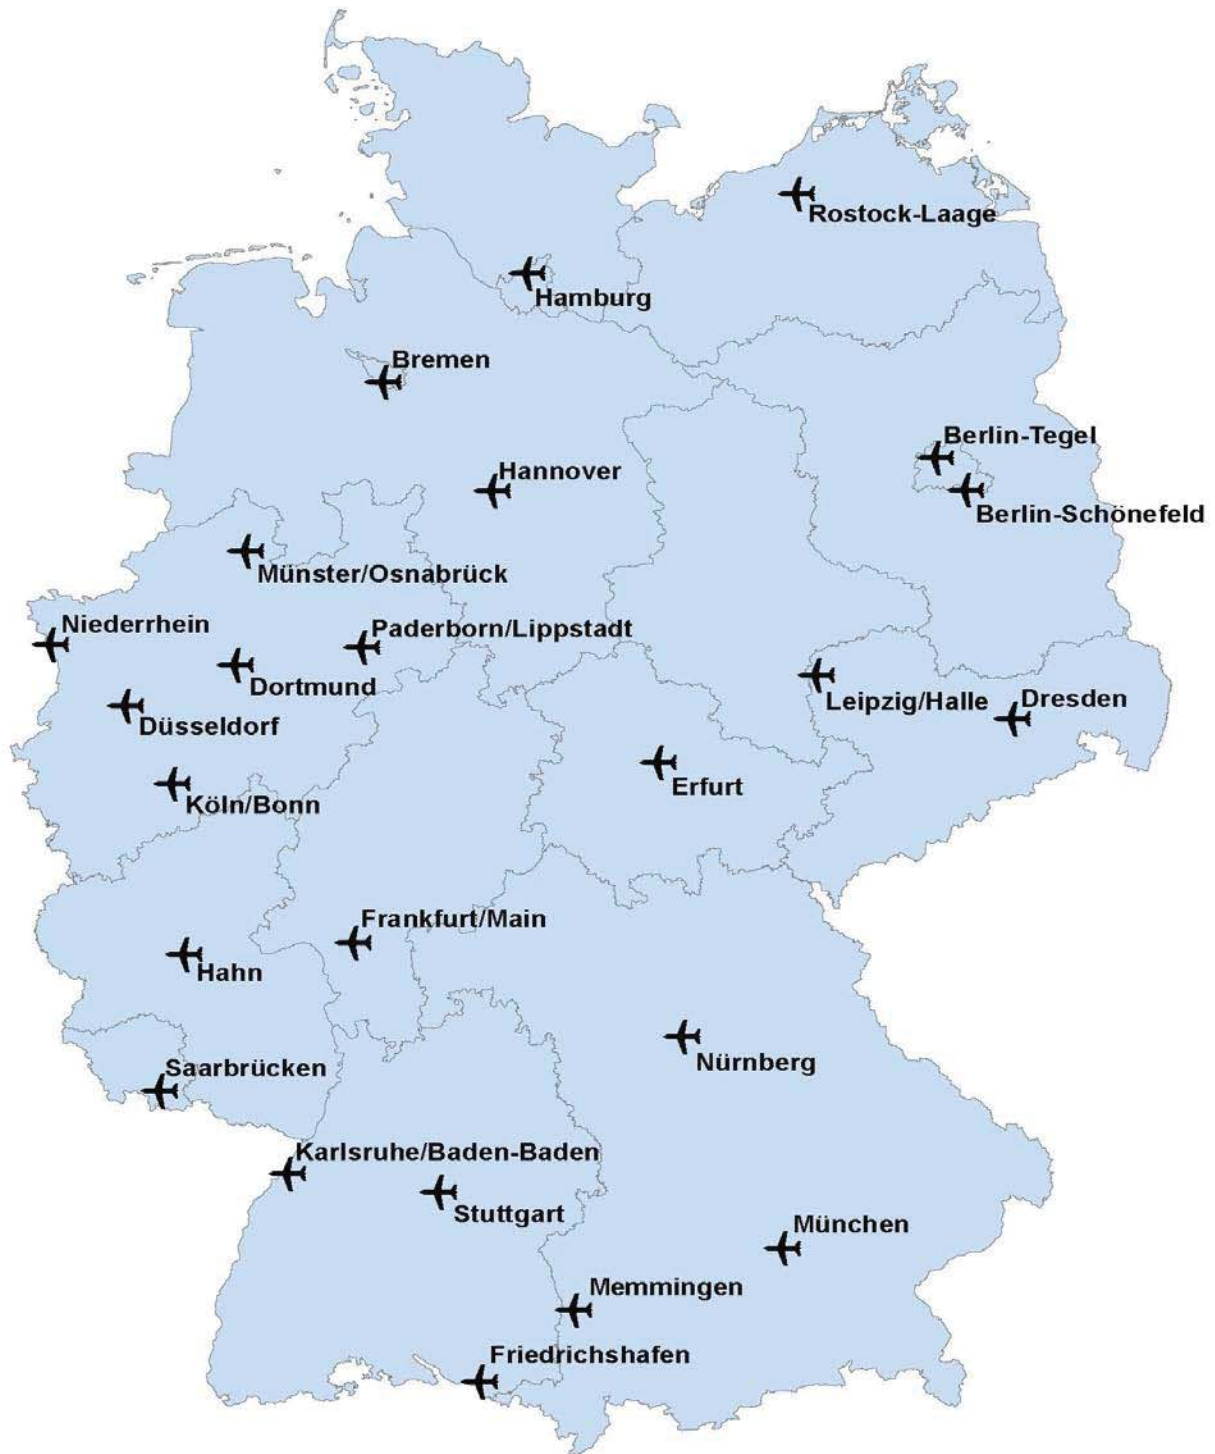 Rostock-Laage
Hamburg
Bremen
Berlin-Tegel
Hannover
Berlin-Schönefeld
Münster/Osnabrück
Niederrhein
Paderborn/Lippstadt
Dortmund
Leipzig/Halle
Dresden
Düsseldorf
Erfurt
Köln/Bonn
Frankfurt/Main
Hahn
Nürnberg
Saarbrücken
Karlsruhe/Baden-Baden
Stuttgart
München
Memmingen
Friedrichshafen